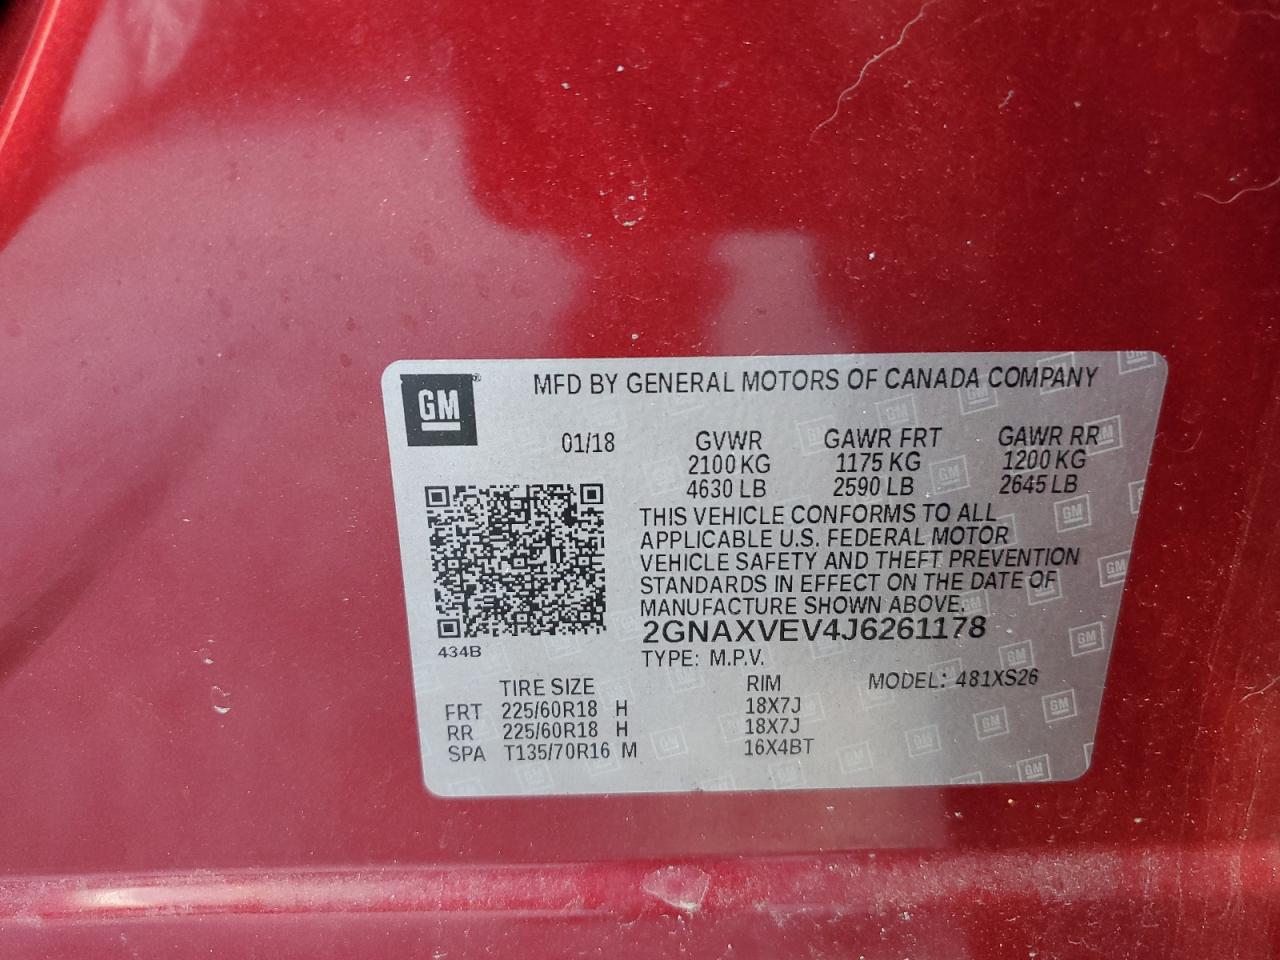 GM
MFD BY GENERAL MOTORS OF CANADA COMPANY
01/18 GVWR GAWR FRT GAWR RR
2100 KG 1175 KG 1200 KG
4630 LB 2590 LB 2645 LB
THIS VEHICLE CONFORMS TO ALL
APPLICABLE U.S. FEDERAL MOTOR
VEHICLE SAFETY AND THEFT PREVENTION
STANDARDS IN EFFECT ON THE DATE OF
MANUFACTURE SHOWN ABOVE.
2GNAXVEV4J6261178
434B
TYPE: M.P.V.
TIRE SIZE RIM MODEL: 481XS26
FRT 225/60R18 H 18X7J
RR 225/60R18 H 18X7J
SPA T135/70R16 M 16X4BT